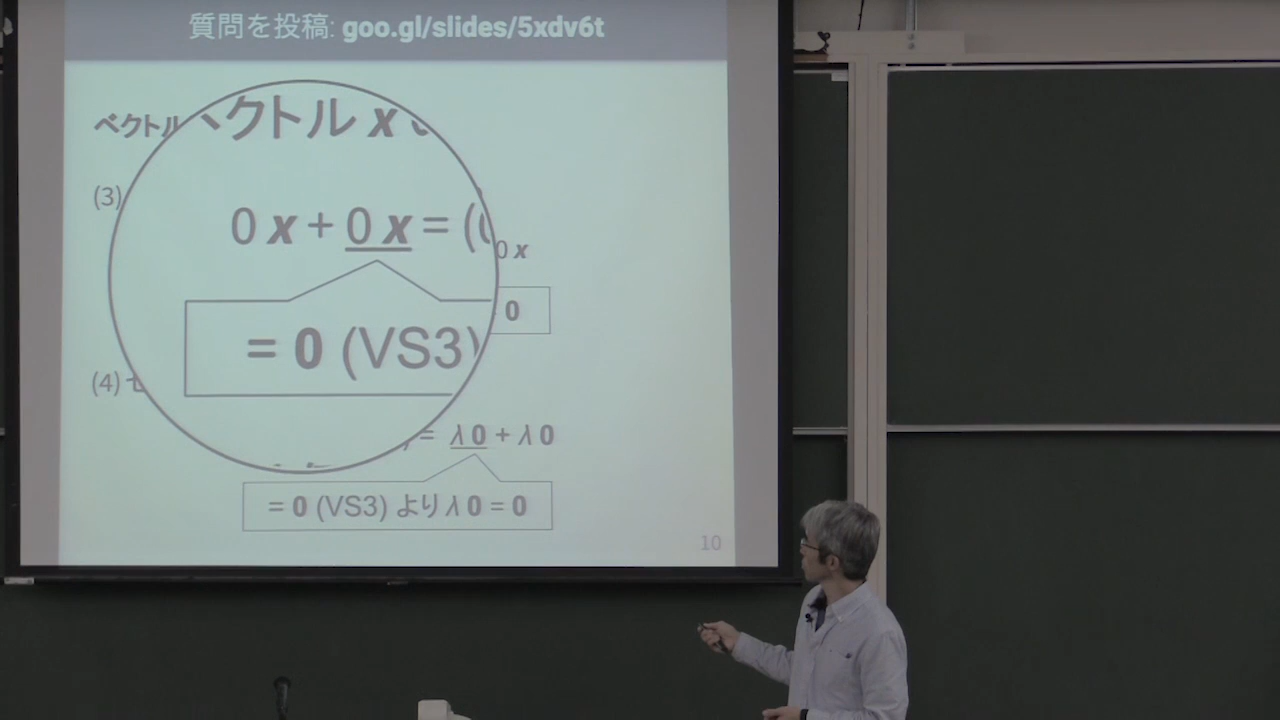 質問を投稿: goo.gl/slides/5xdv6t
ベクトル
クトル x
(3)
0 x + 0 x = (
0 x
= 0 (VS3)
0
(4)
= λ 0 + λ 0
= 0 (VS3) より λ 0 = 0
10